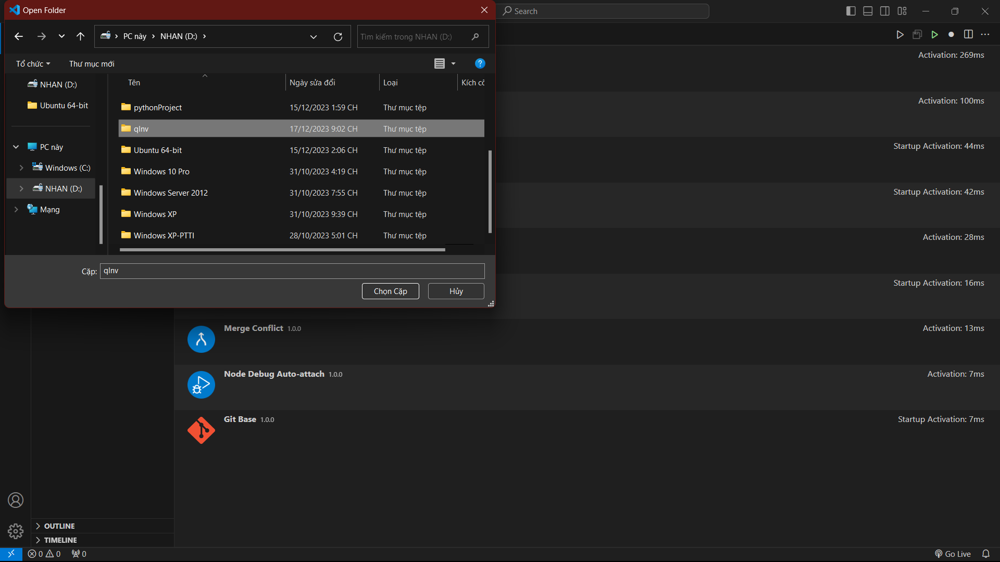 Open Folder
Search
PC này
NHAN (D:)
Tìm kiếm trong NHAN (D:)
Tổ chức
Thư mục mới
Tên
Ngày sửa đổi
Loại
Kích cỡ
NHAN (D:)
Ubuntu 64-bit
PC này
Windows (C:)
NHAN (D:)
Mạng
pythonProject 15/12/2023 1:59 CH Thư mục tệp
qlnv 17/12/2023 9:02 CH Thư mục tệp
Ubuntu 64-bit 15/12/2023 2:06 CH Thư mục tệp
Windows 10 Pro 31/10/2023 4:19 CH Thư mục tệp
Windows Server 2012 31/10/2023 7:55 CH Thư mục tệp
Windows XP 31/10/2023 9:39 CH Thư mục tệp
Windows XP-PTTI 28/10/2023 5:01 CH Thư mục tệp
Cặp: qlnv
Chọn Cặp
Hủy
Activation: 269ms
Activation: 100ms
Startup Activation: 44ms
Startup Activation: 42ms
Activation: 28ms
Startup Activation: 16ms
Merge Conflict 1.0.0
Activation: 13ms
Node Debug Auto-attach 1.0.0
Activation: 7ms
Git Base 1.0.0
Startup Activation: 7ms
OUTLINE
TIMELINE
0 0 0
Go Live